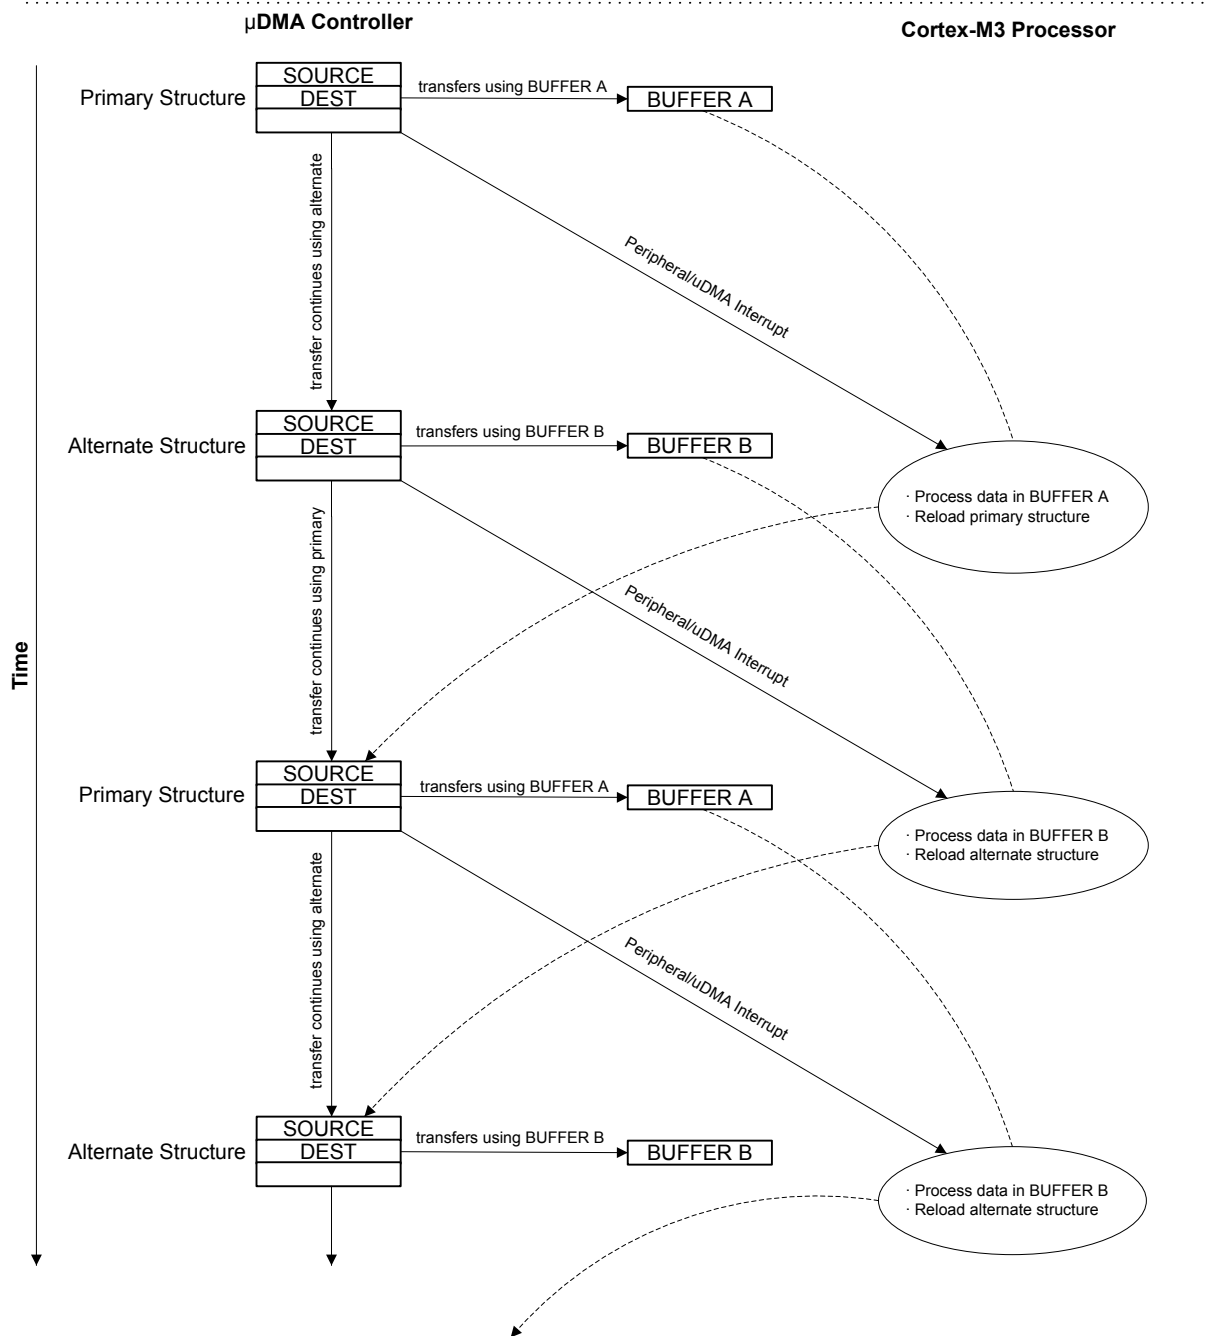 µDMA Controller
Cortex-M3 Processor
SOURCE
Primary Structure
DEST
transfers using BUFFER A
BUFFER A
transfer continues using alternate
Peripheral/uDMA Interrupt
SOURCE
Alternate Structure
DEST
transfers using BUFFER B
BUFFER B
· Process data in BUFFER A
· Reload primary structure
transfer continues using primary
Peripheral/uDMA Interrupt
Time
SOURCE
Primary Structure
DEST
transfers using BUFFER A
BUFFER A
· Process data in BUFFER B
· Reload alternate structure
transfer continues using alternate
Peripheral/uDMA Interrupt
SOURCE
Alternate Structure
DEST
transfers using BUFFER B
BUFFER B
· Process data in BUFFER B
· Reload alternate structure